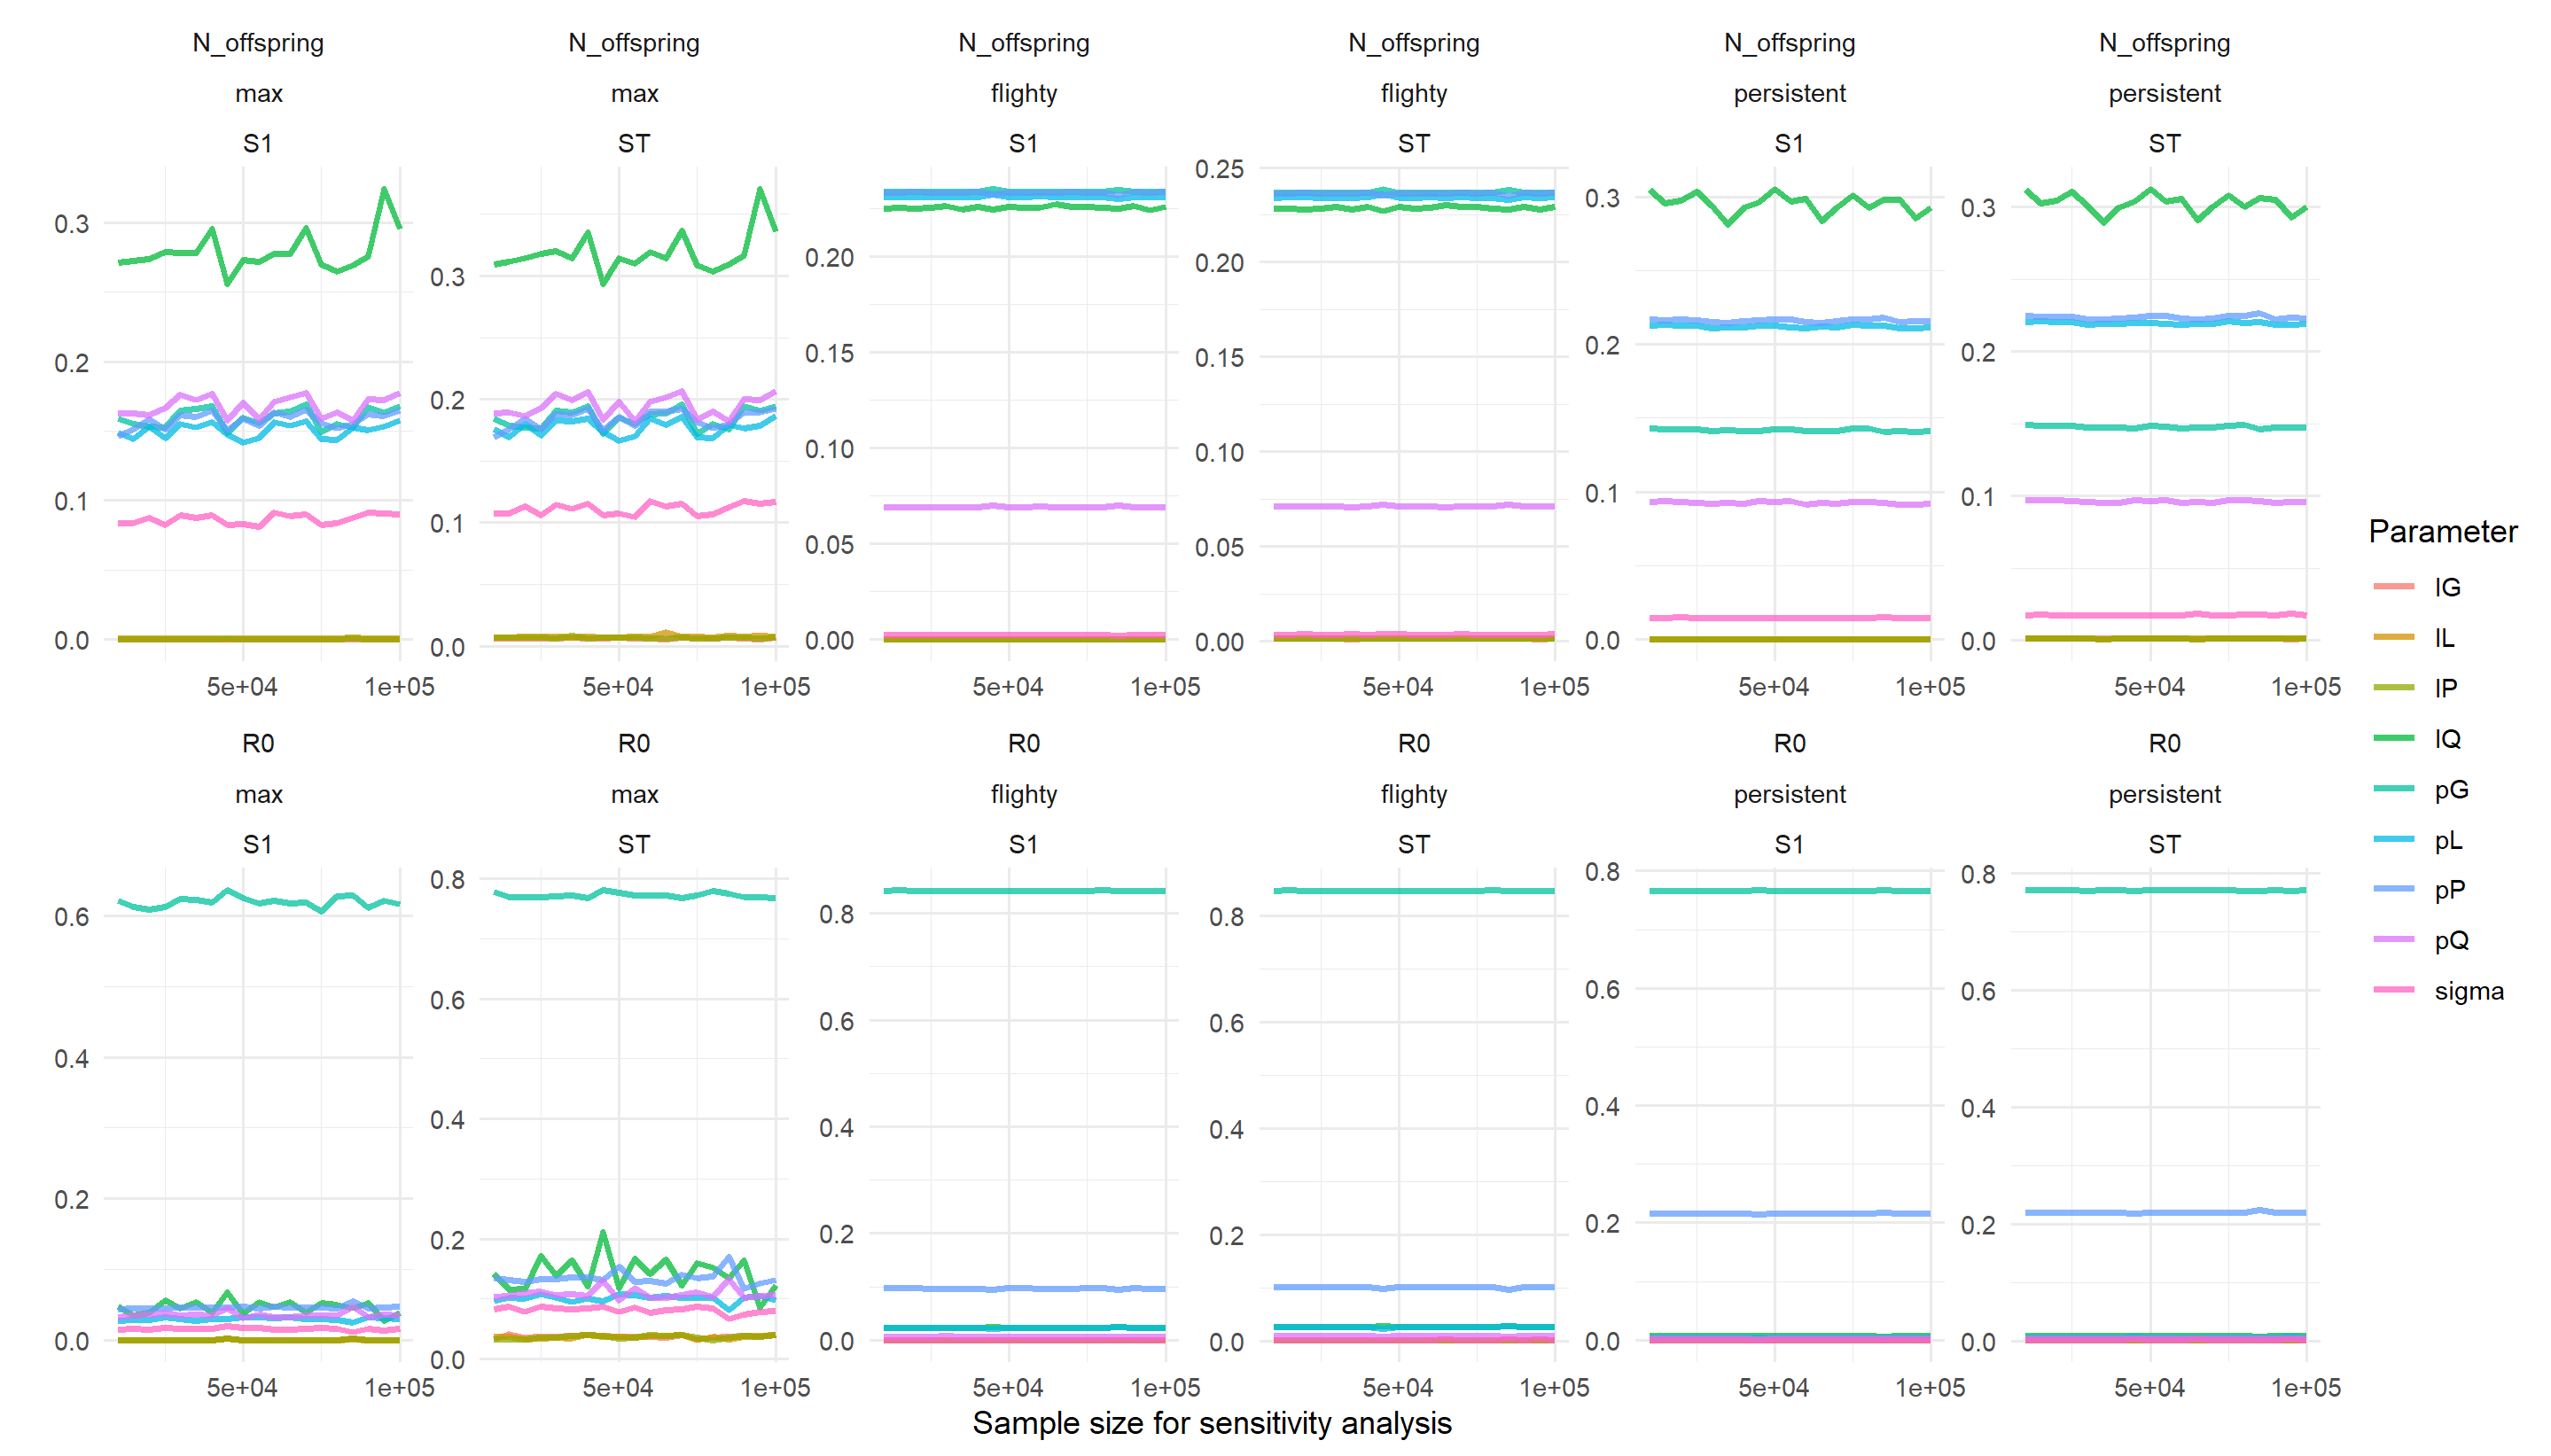 N_offspring N_offspring N_offspring N_offspring N_offspring N_offspring
max max flighty flighty persistent persistent
S1 ST S1 ST S1 ST
0.3 0.2 0.1 0.0
0.3 0.2 0.1 0.0
0.20 0.15 0.10 0.05 0.00
0.25 0.20 0.15 0.10 0.05 0.00
0.3 0.2 0.1 0.0
0.3 0.2 0.1 0.0
5e+04 1e+05 5e+04 1e+05 5e+04 1e+05 5e+04 1e+05 5e+04 1e+05 5e+04 1e+05
R0 R0 R0 R0 R0 R0
max max flighty flighty persistent persistent
S1 ST S1 ST S1 ST
0.6 0.4 0.2 0.0
0.8 0.6 0.4 0.2 0.0
0.8 0.6 0.4 0.2 0.0
0.8 0.6 0.4 0.2 0.0
0.8 0.6 0.4 0.2 0.0
0.8 0.6 0.4 0.2 0.0
5e+04 1e+05 5e+04 1e+05 5e+04 1e+05 5e+04 1e+05 5e+04 1e+05 5e+04 1e+05
Sample size for sensitivity analysis
Parameter
lG
lL
lP
lQ
pG
pL
pP
pQ
sigma